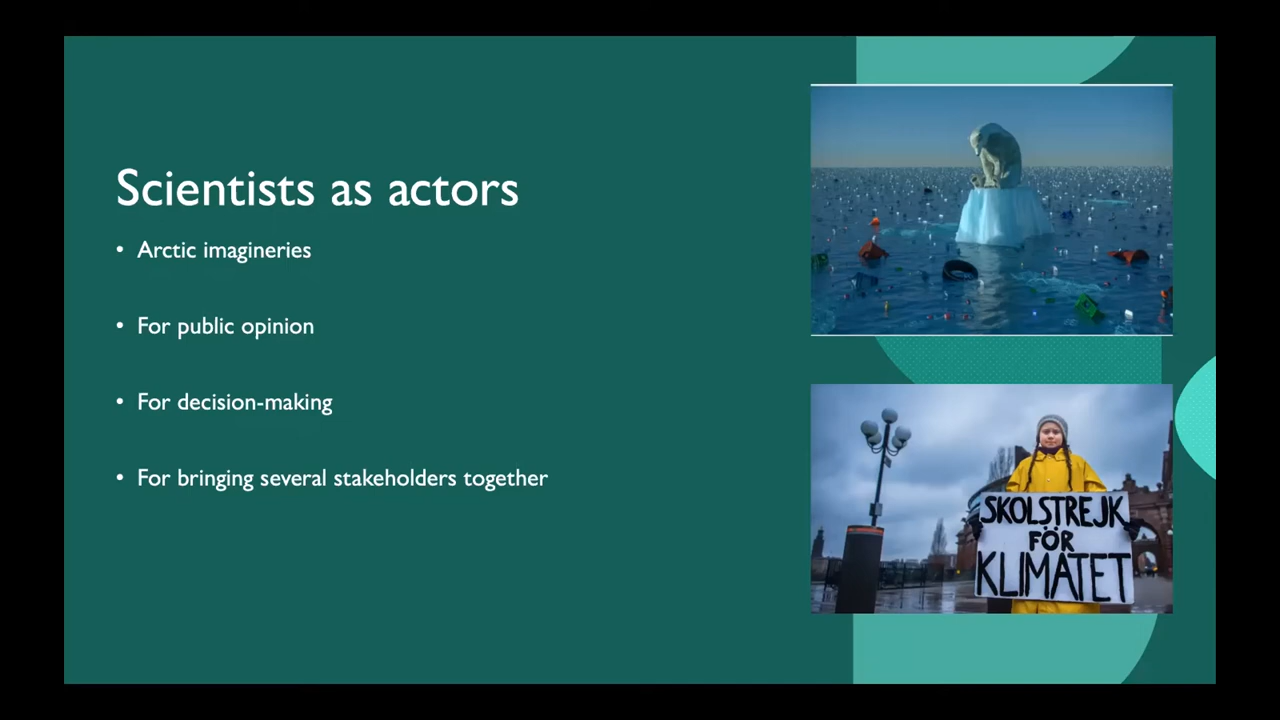 Scientists as actors
• Arctic imagineries
• For public opinion
• For decision-making
• For bringing several stakeholders together
SKOLSTREJK
FÖR
KLIMATET